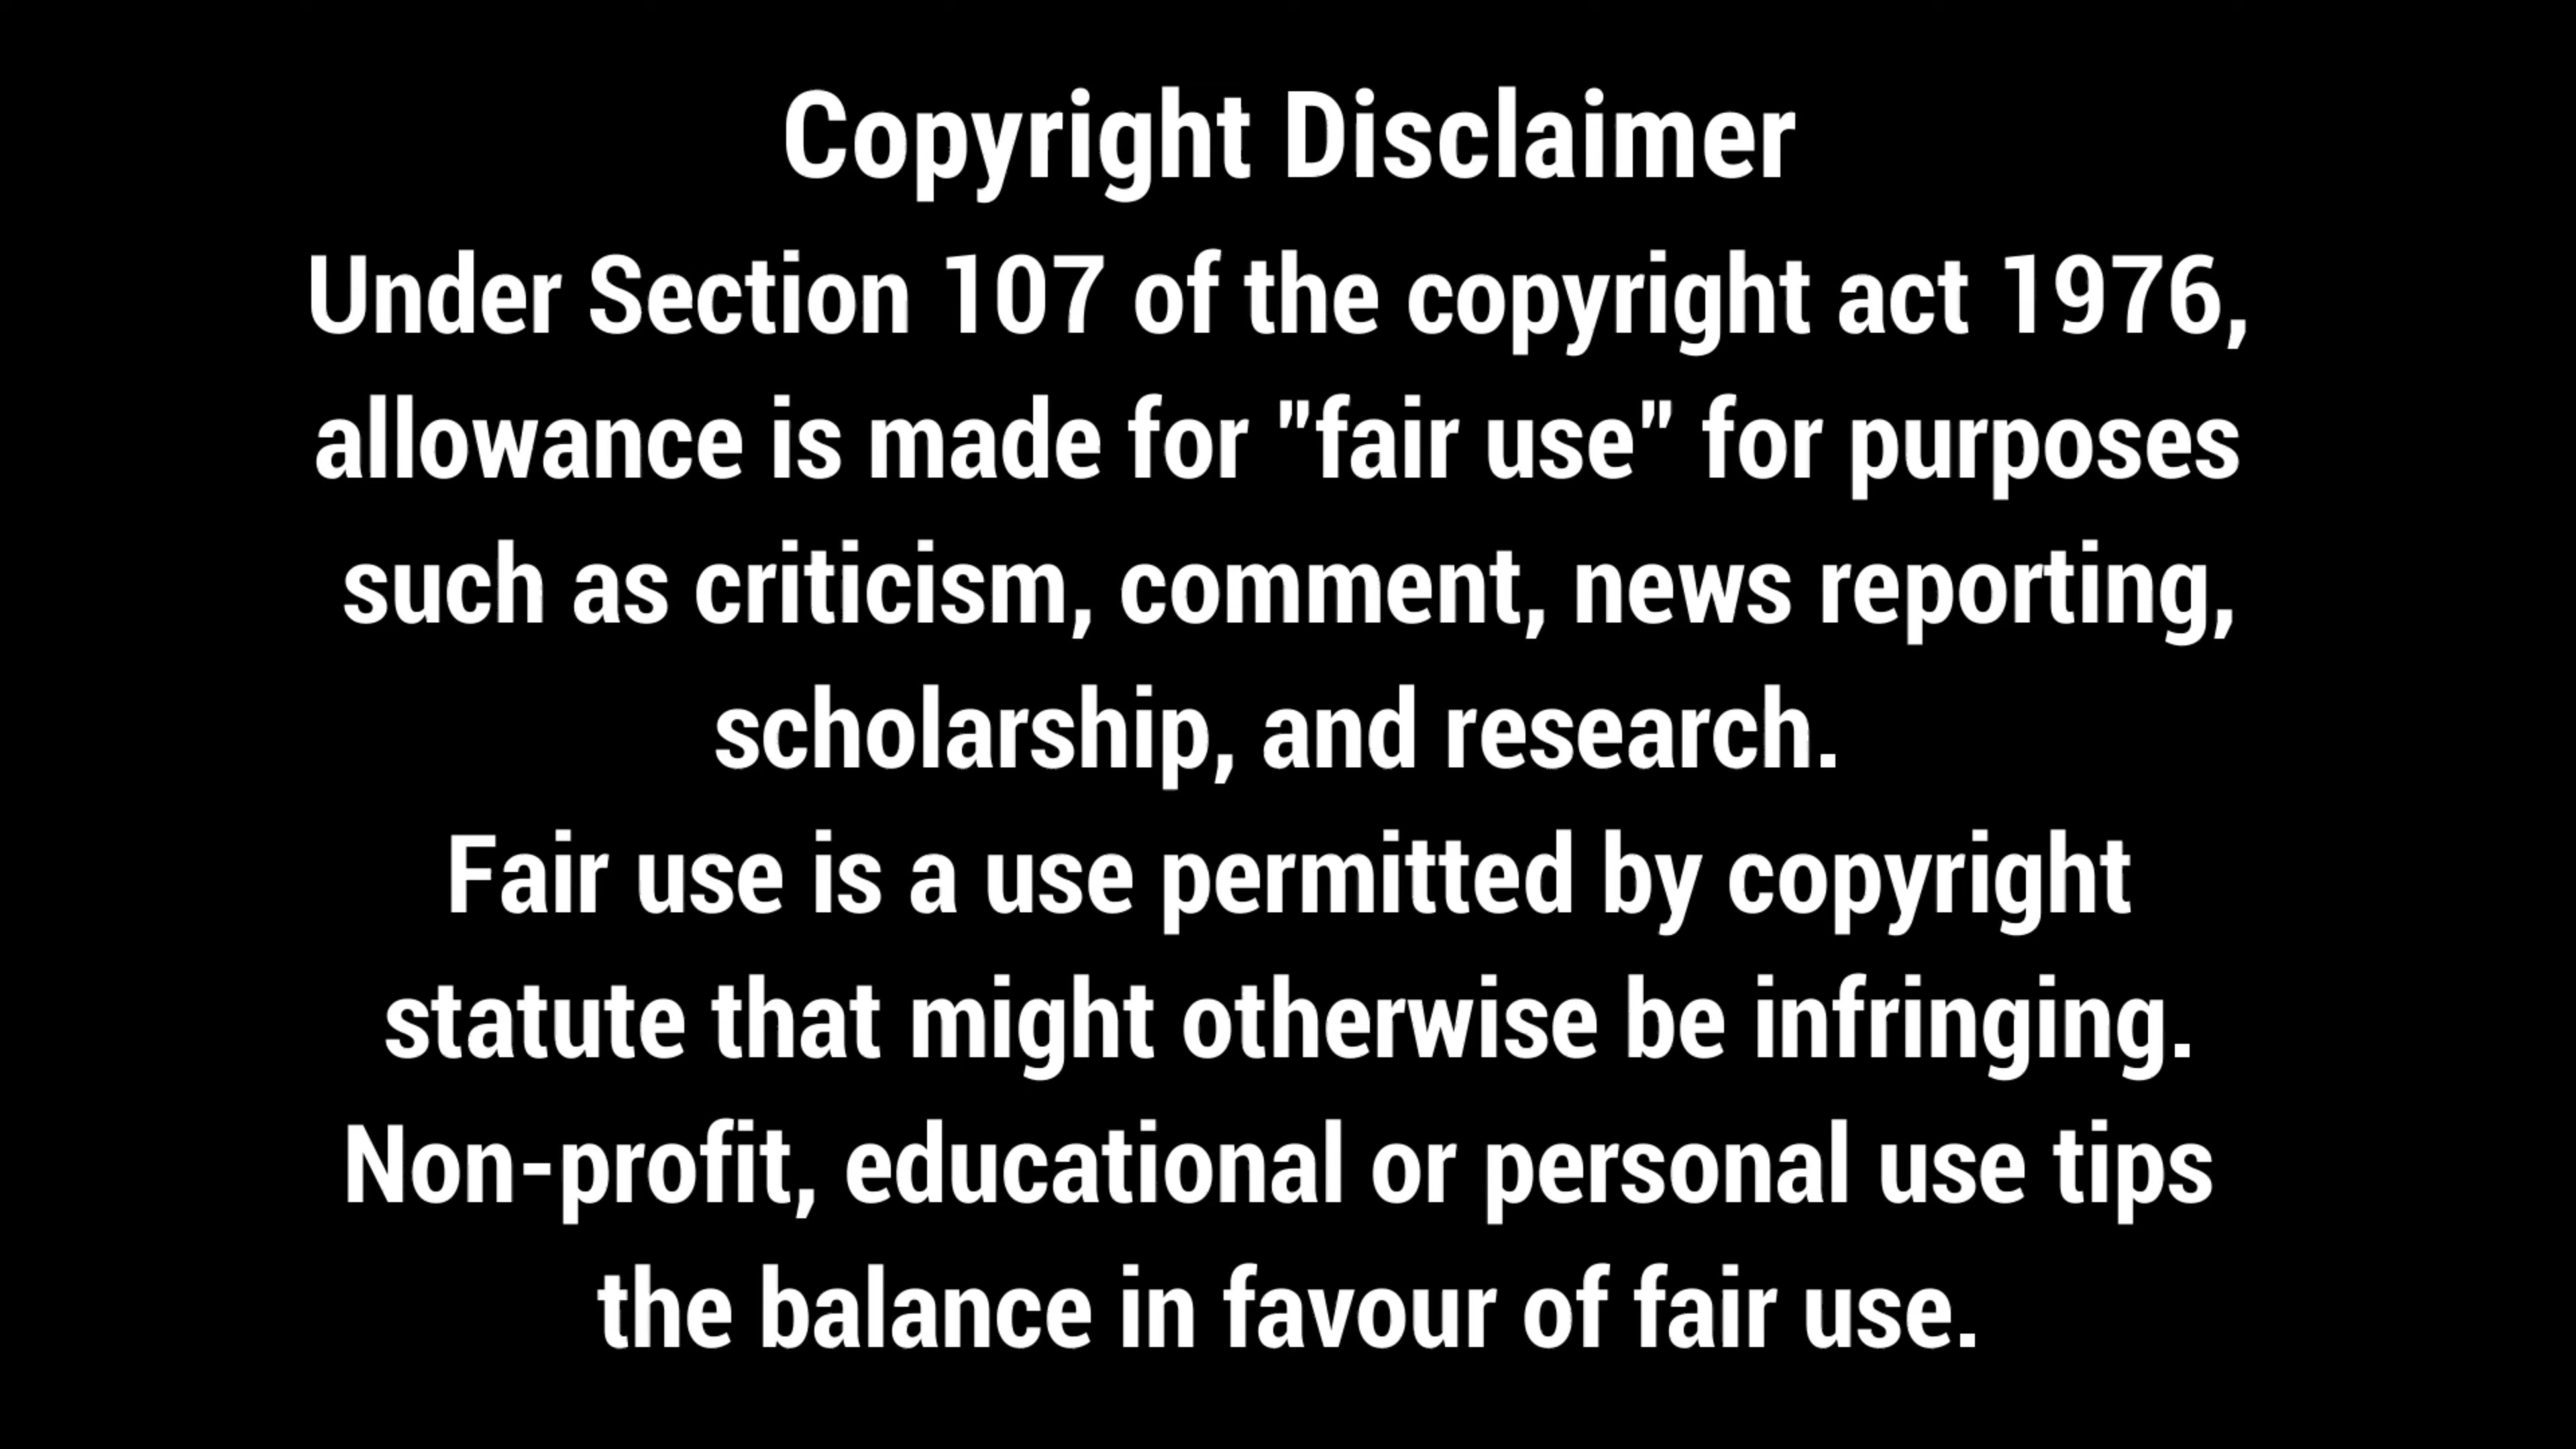 Copyright Disclaimer
Under Section 107 of the copyright act 1976,
allowance is made for "fair use" for purposes
such as criticism, comment, news reporting,
scholarship, and research.
Fair use is a use permitted by copyright
statute that might otherwise be infringing.
Non-profit, educational or personal use tips
the balance in favour of fair use.